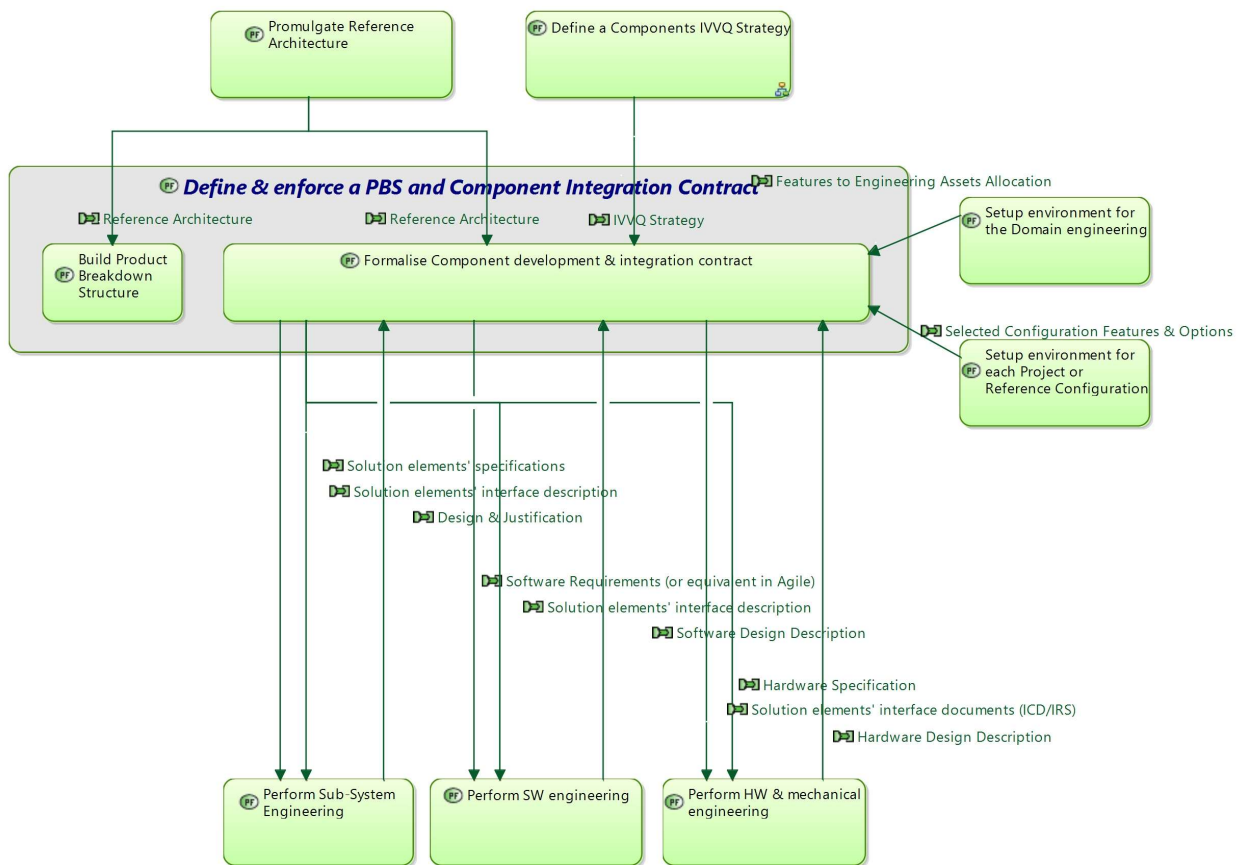 Promulgate Reference
Architecture
Define a Components IVVQ Strategy
Define & enforce a PBS and Component Integration Contract
Features to Engineering Assets Allocation
Reference Architecture
Reference Architecture
IVVQ Strategy
Setup environment for
the Domain engineering
Build Product
Breakdown
Structure
Formalise Component development & integration contract
Selected Configuration Features & Options
Setup environment for
each Project or
Reference Configuration
Solution elements' specifications
Solution elements' interface description
Design & Justification
Software Requirements (or equivalent in Agile)
Solution elements' interface description
Software Design Description
Hardware Specification
Solution elements' interface documents (ICD/IRS)
Hardware Design Description
Perform Sub-System
Engineering
Perform SW engineering
Perform HW & mechanical
engineering